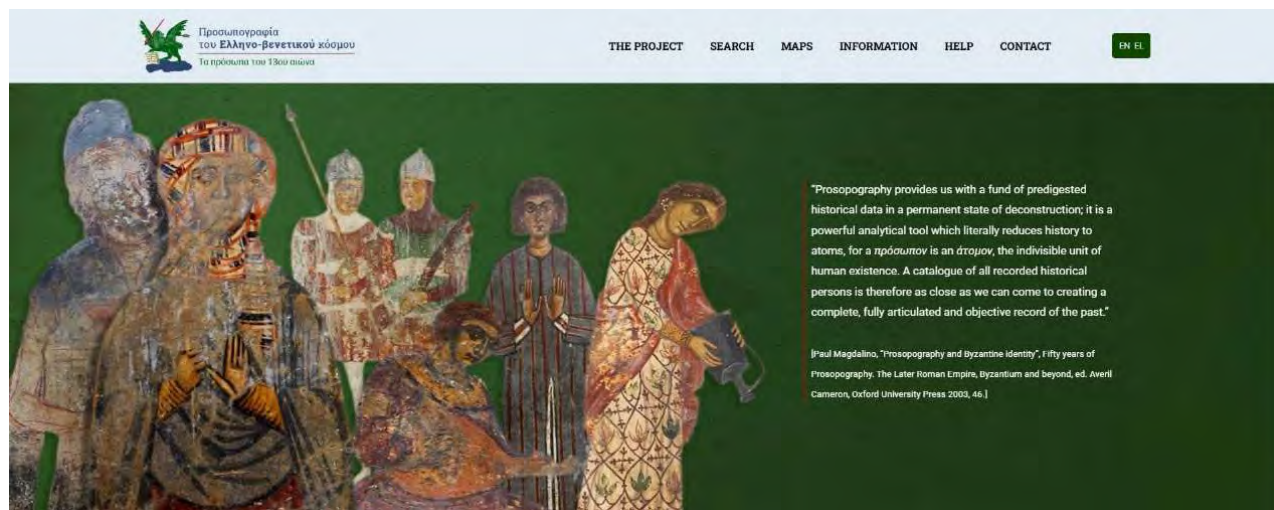 Προσωπογραφία
του Ελληνο-βενετικού κόσμου
Τα πρόσωπα του 13ου αιώνα
THE PROJECT SEARCH MAPS INFORMATION HELP CONTACT EN EL
“Prosopography provides us with a fund of predigested
historical data in a permanent state of deconstruction; it is a
powerful analytical tool which literally reduces history to
atoms, for a πρόσωπον is an άτομον, the indivisible unit of
human existence. A catalogue of all recorded historical
persons is therefore as close as we can come to creating a
complete, fully articulated and objective record of the past.”
[Paul Magdalino, “Prosopography and Byzantine identity”, Fifty years of
Prosopography. The Later Roman Empire, Byzantium and beyond, ed. Averil
Cameron, Oxford University Press 2003, 46.]